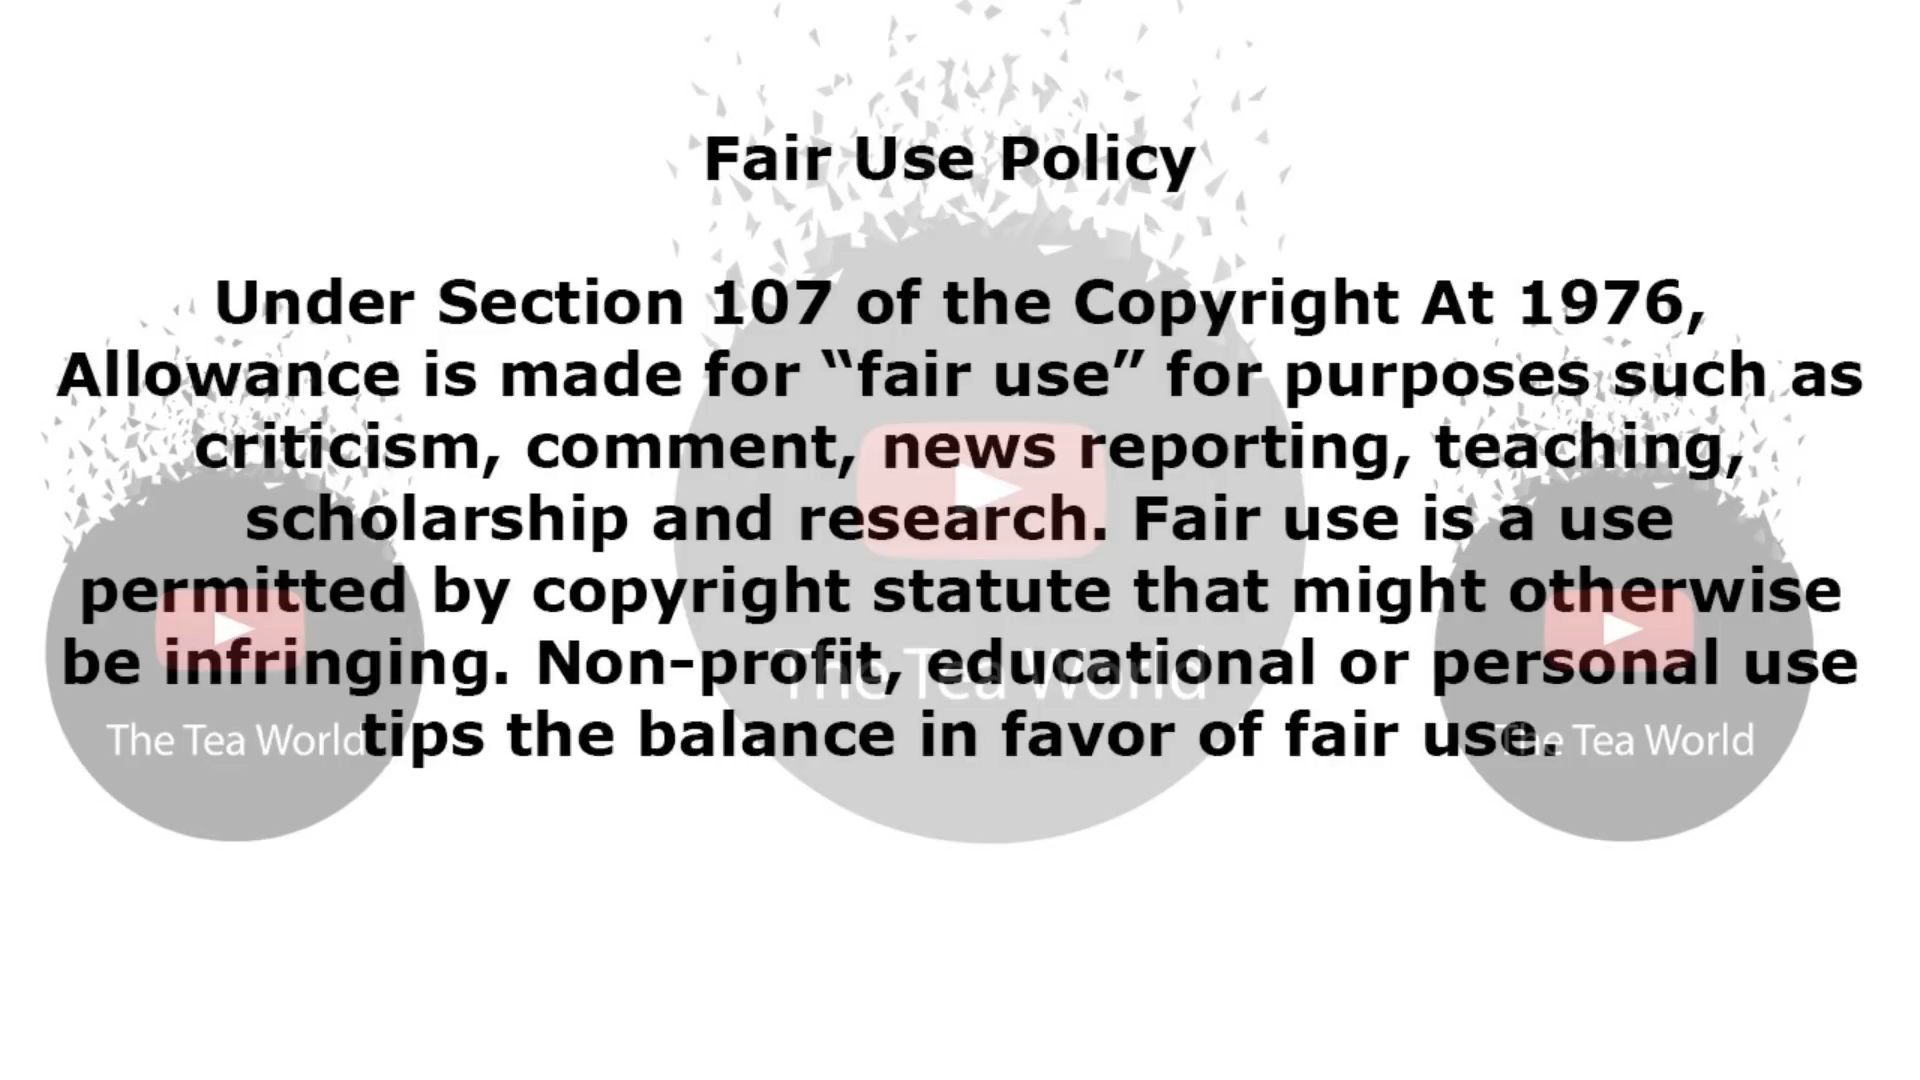 Fair Use Policy
Under Section 107 of the Copyright At 1976,
Allowance is made for “fair use” for purposes such as
criticism, comment, news reporting, teaching,
scholarship and research. Fair use is a use
permitted by copyright statute that might otherwise
be infringing. Non-profit, educational or personal use
tips the balance in favor of fair use.
The Tea World
The Tea World
The Tea World